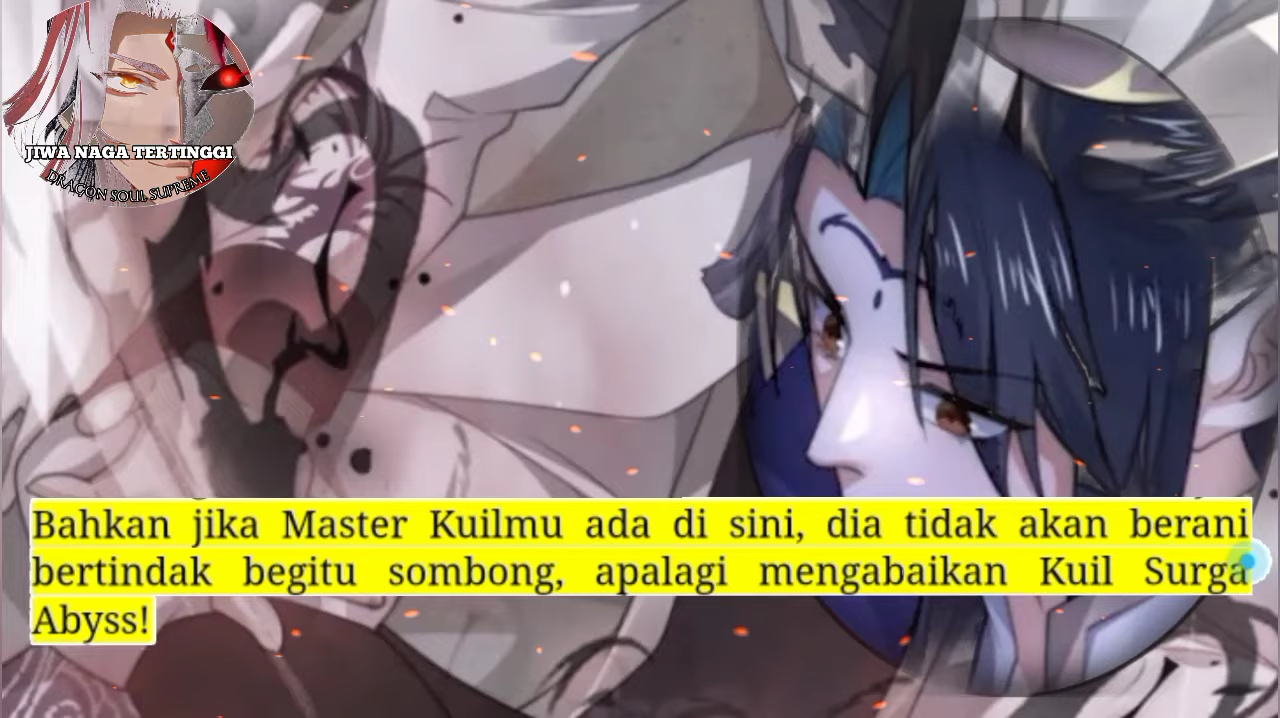 JIWA NAGA TERTINGGI
DRAGON SOUL SUPREME
Bahkan jika Master Kuilmu ada di sini, dia tidak akan berani
bertindak begitu sombong, apalagi mengabaikan Kuil Surga
Abyss!